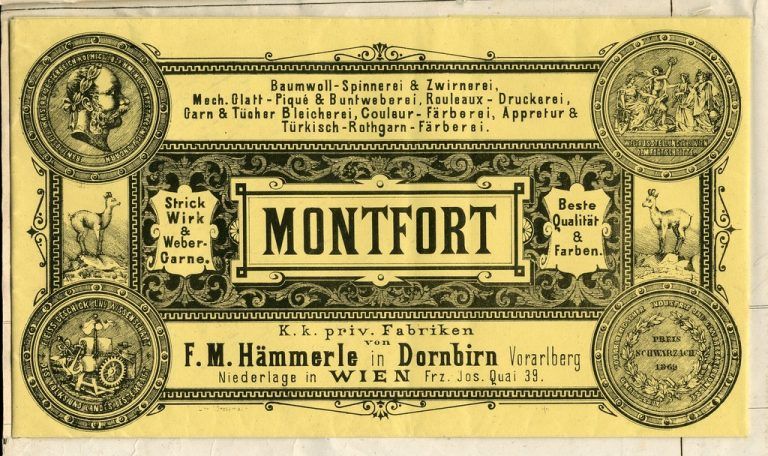 Baumwoll-Spinnerei & Zwirnerei,
Mech. Glatt-Piqué & Buntweberei, Rouleaux-Druckerei,
Garn & Tücher Bleicherei, Couleur-Färberei, Appretur &
Türkisch-Rothgarn-Färberei.
Strick
Wirk
&
Weber-
Garne.
MONTFORT
Beste
Qualität
&
Farben.
K. k. priv. Fabriken
von
F. M. Hämmerle in Dornbirn Vorarlberg
Niederlage in WIEN Frz. Jos. Quai 39.
PREIS
SCHWARZACH
1869